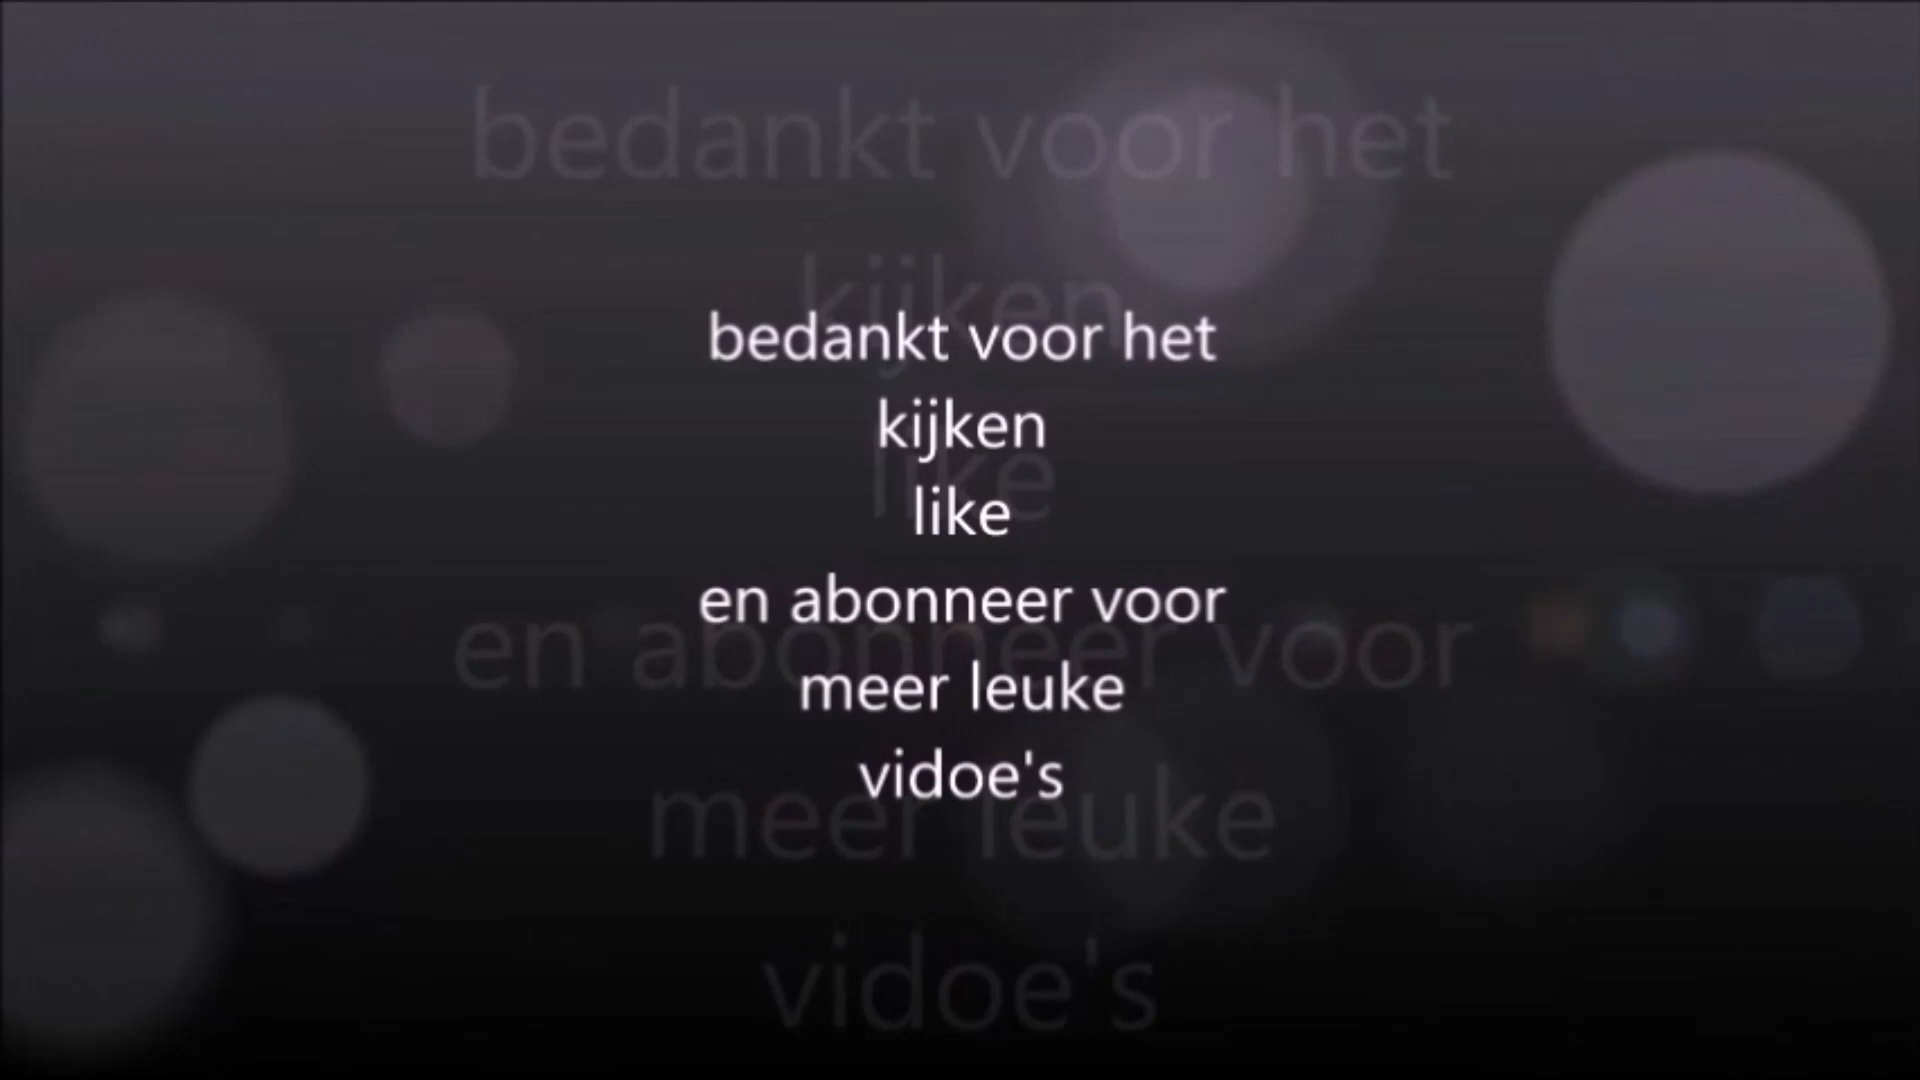 bedankt voor het
kijken
like
en abonneer voor
meer leuke
vidoe's